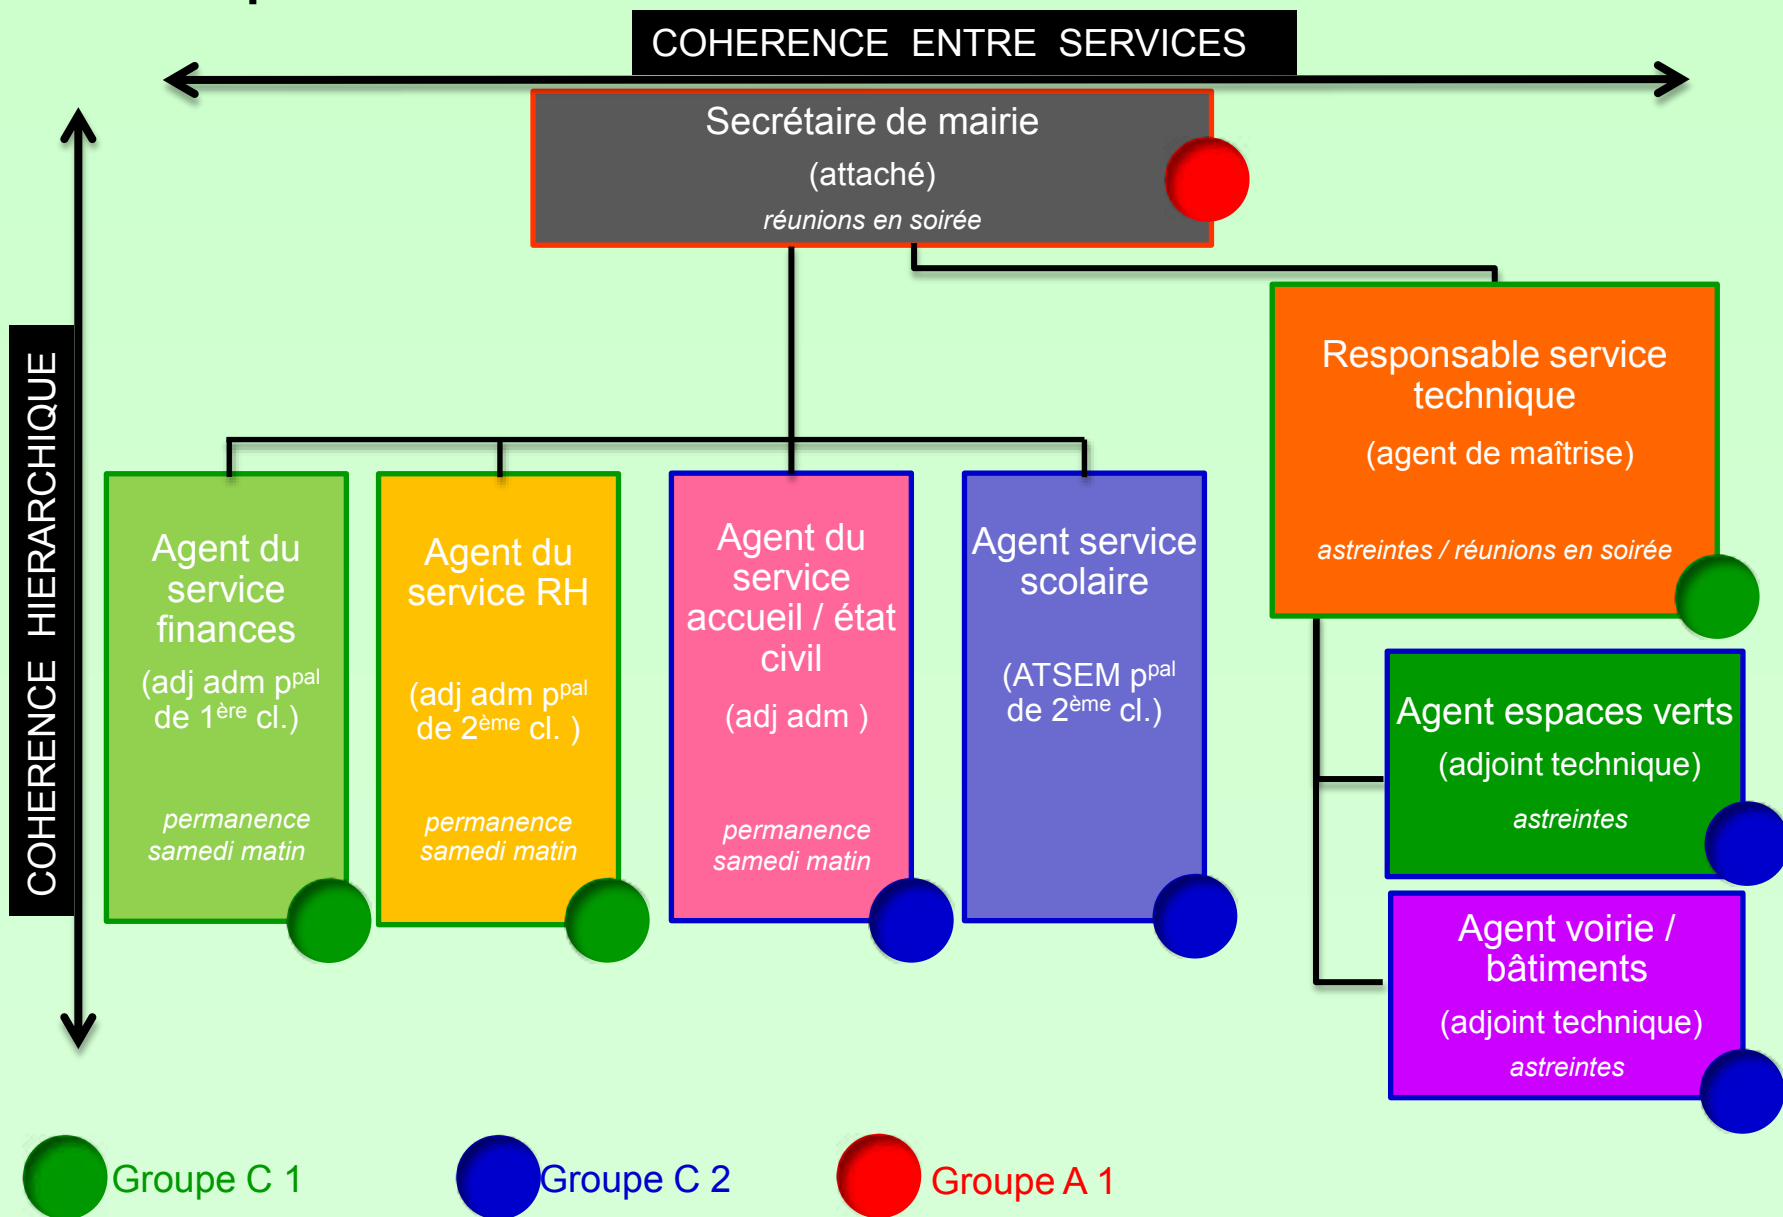 COHERENCE ENTRE SERVICES
Secrétaire de mairie
(attaché)
réunions en soirée
COHERENCE HIERARCHIQUE
Agent du
service
finances
(adj adm ppal
de 1ère cl.)
permanence
samedi matin
Agent du
service RH
(adj adm ppal
de 2ème cl. )
permanence
samedi matin
Agent du
service
accueil / état
civil
(adj adm )
permanence
samedi matin
Agent service
scolaire
(ATSEM ppal
de 2ème cl.)
Responsable service
technique
(agent de maîtrise)
astreintes / réunions en soirée
Agent espaces verts
(adjoint technique)
astreintes
Agent voirie /
bâtiments
(adjoint technique)
astreintes
Groupe C 1
Groupe C 2
Groupe A 1